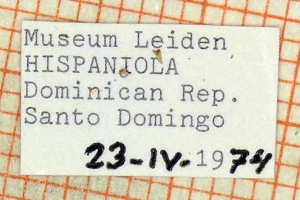 Museum Leiden
HISPANIOLA
Dominican Rep.
Santo Domingo
23-IV-1974